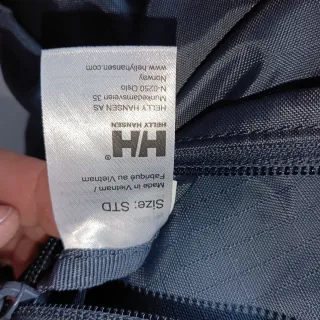 Size: STD
Made in Vietnam /
Fabriqué au Vietnam
HH®
HELLY HANSEN
HELLY HANSEN AS
Munkedamsveien 35
N-0250 Oslo
Norway
www.hellyhansen.com